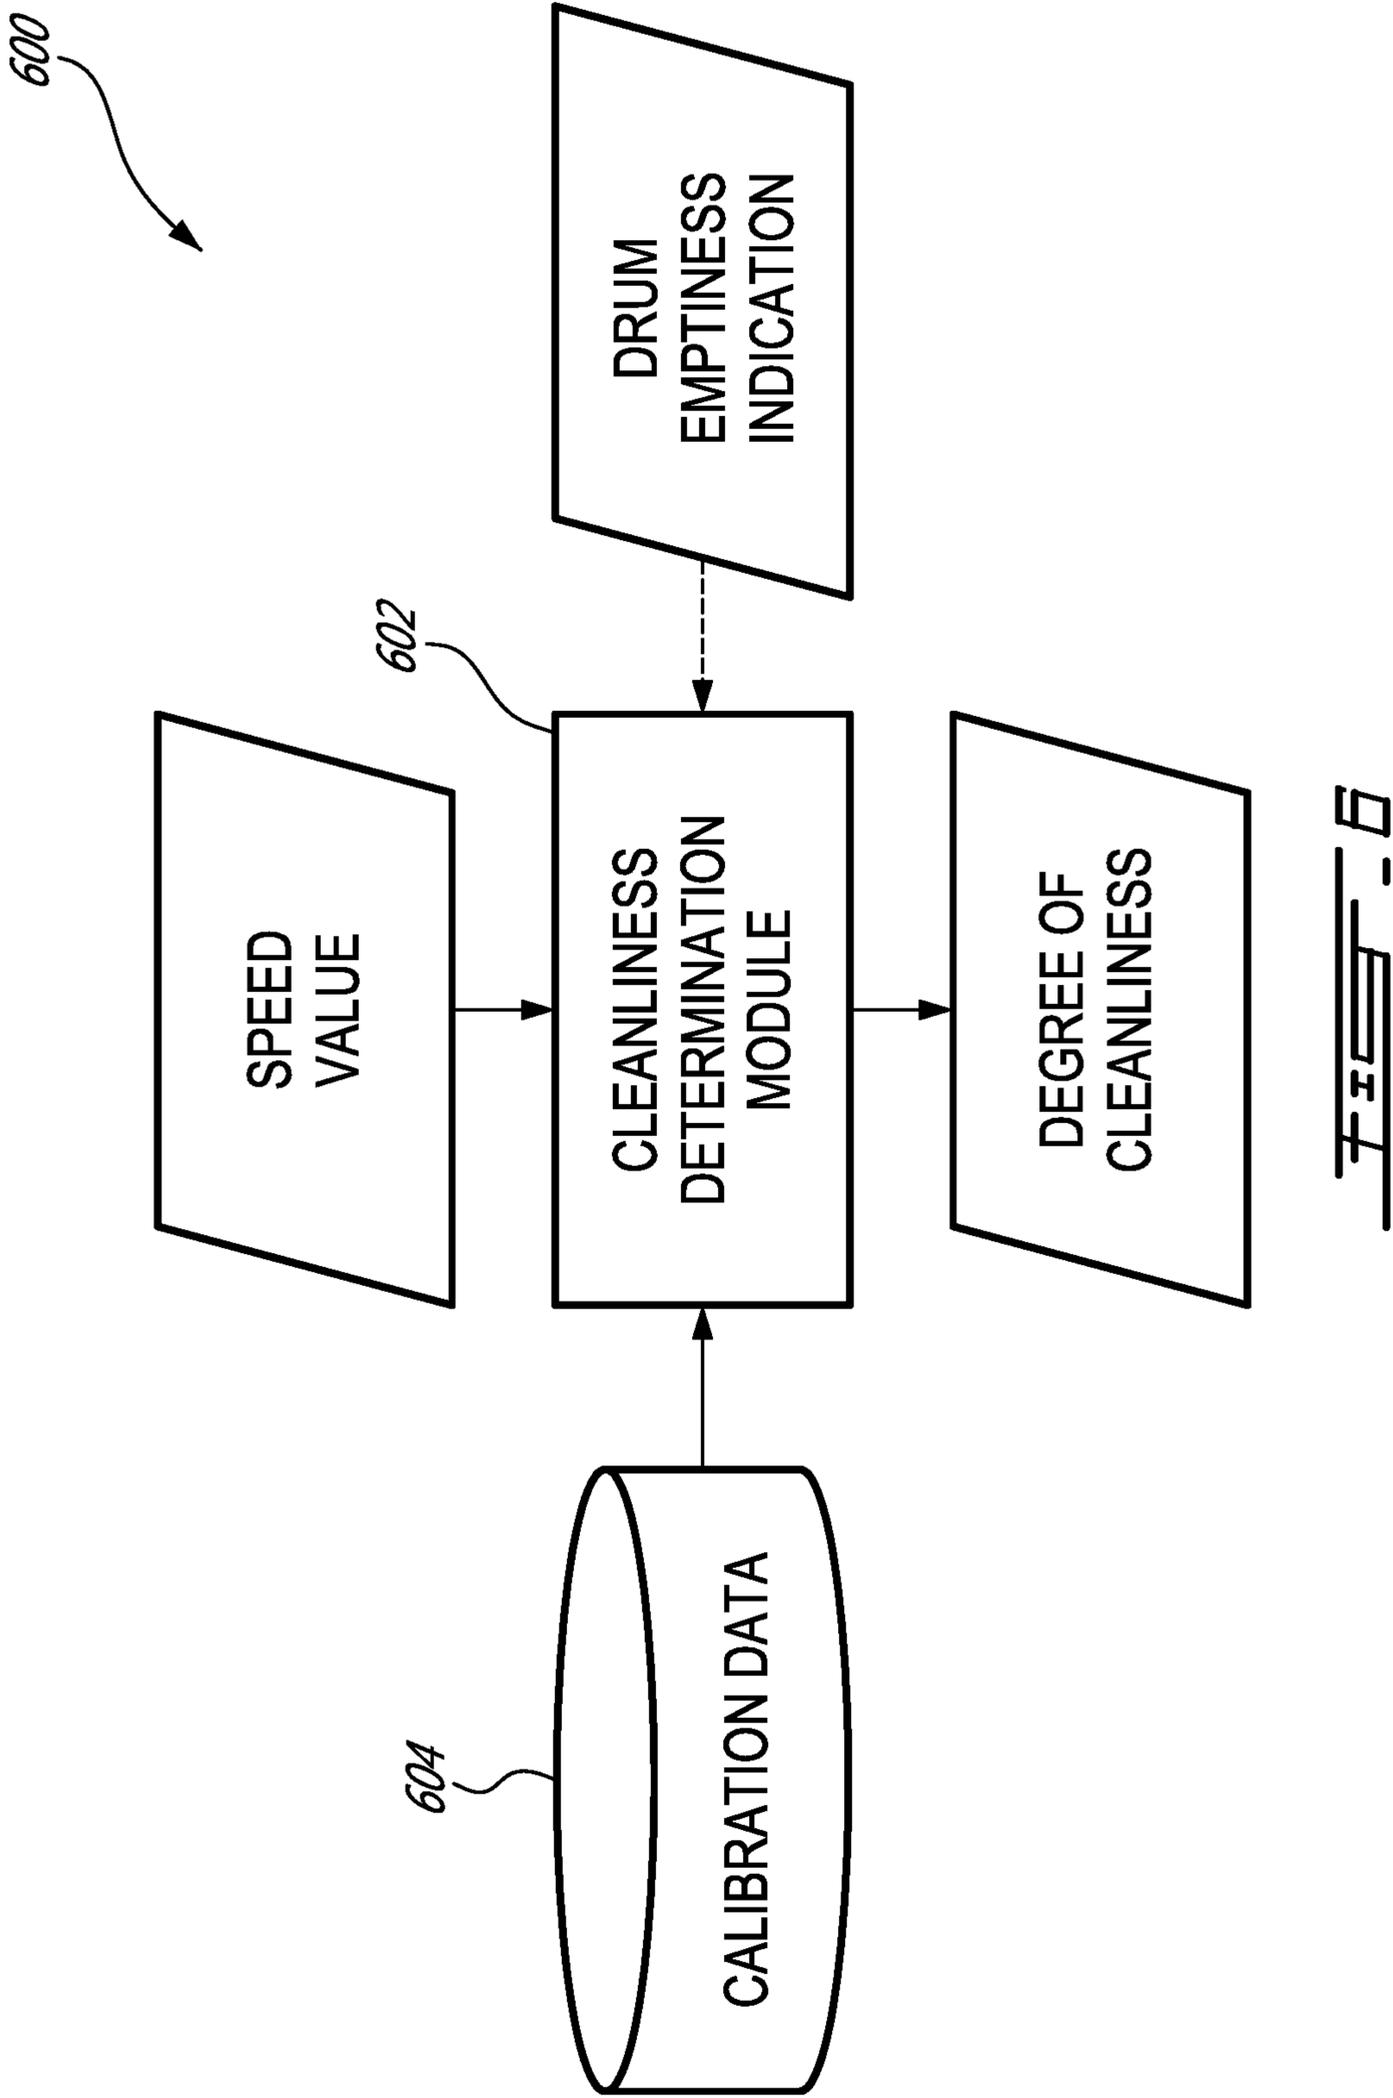 600
SPEED
VALUE
602
604
CALIBRATION DATA
CLEANLINESS
DETERMINATION
MODULE
DRUM
EMPTINESS
INDICATION
DEGREE OF
CLEANLINESS
FIG. 6